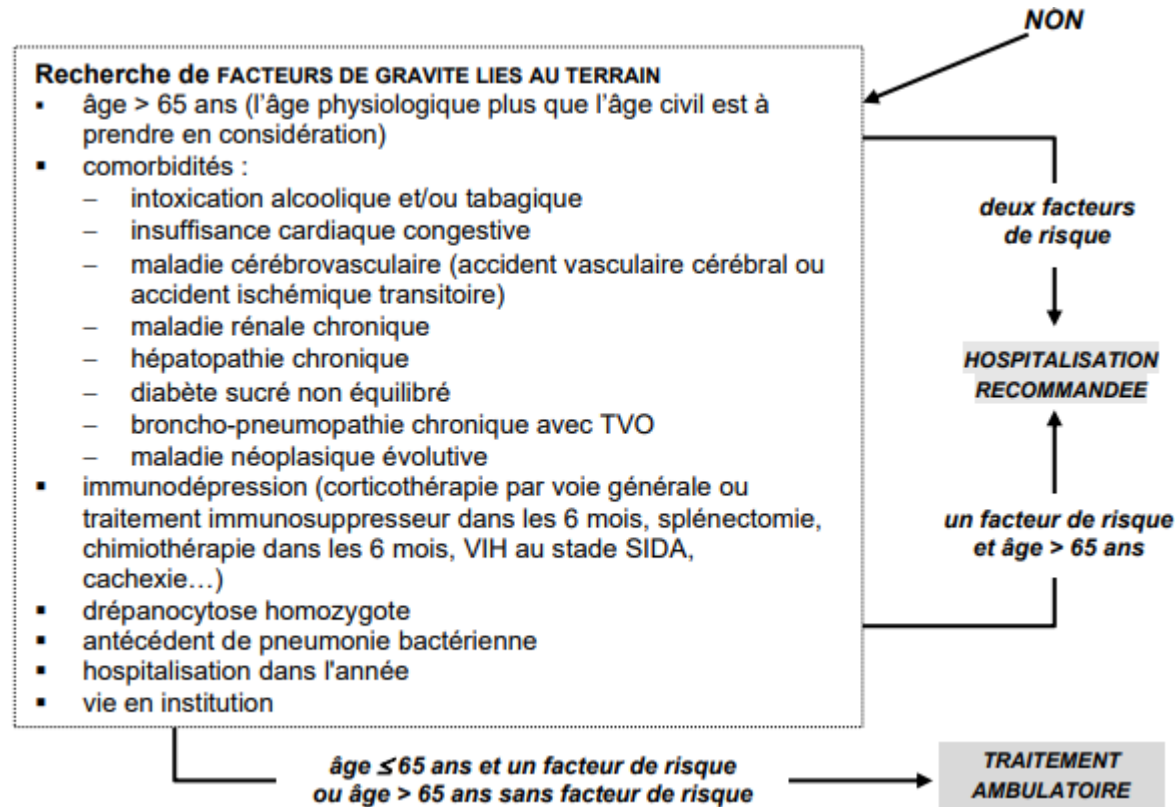 NON
Recherche de FACTEURS DE GRAVITE LIES AU TERRAIN
▪ âge > 65 ans (l'âge physiologique plus que l'âge civil est à
prendre en considération)
▪ comorbidités :
− intoxication alcoolique et/ou tabagique
− insuffisance cardiaque congestive
− maladie cérébrovasculaire (accident vasculaire cérébral ou
accident ischémique transitoire)
− maladie rénale chronique
− hépatopathie chronique
− diabète sucré non équilibré
− broncho-pneumopathie chronique avec TVO
− maladie néoplasique évolutive
▪ immunodépression (corticothérapie par voie générale ou
traitement immunosuppresseur dans les 6 mois, splénectomie,
chimiothérapie dans les 6 mois, VIH au stade SIDA,
cachexie…)
▪ drépanocytose homozygote
▪ antécédent de pneumonie bactérienne
▪ hospitalisation dans l'année
▪ vie en institution
deux facteurs
de risque
HOSPITALISATION
RECOMMANDEE
un facteur de risque
et âge > 65 ans
âge ≤ 65 ans et un facteur de risque
ou âge > 65 ans sans facteur de risque
TRAITEMENT
AMBULATOIRE